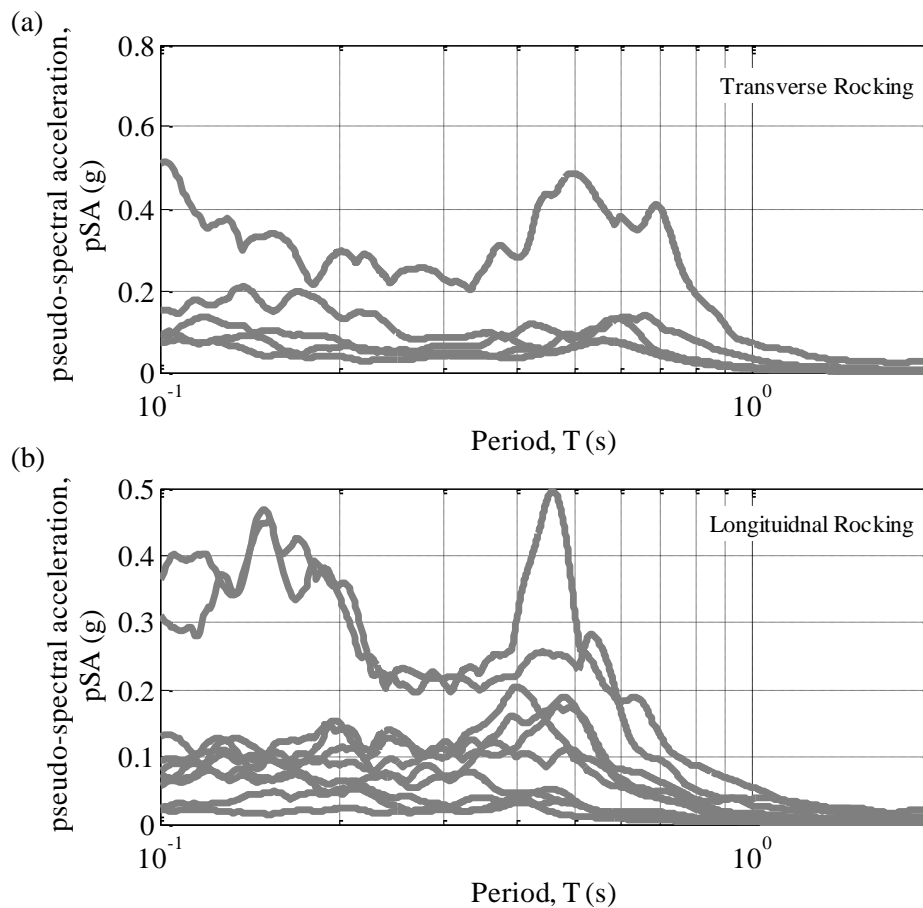 (a)
pseudo-spectral acceleration,
pSA (g)
0.8
0.6
0.4
0.2
0
Transverse Rocking
10^-1
10^0
Period, T (s)
(b)
pseudo-spectral acceleration,
pSA (g)
0.5
0.4
0.3
0.2
0.1
0
Longituidnal Rocking
10^-1
10^0
Period, T (s)